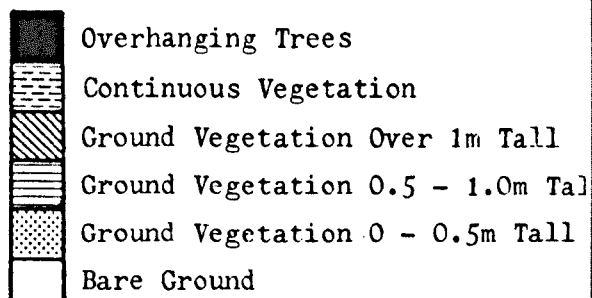 Overhanging Trees
Continuous Vegetation
Ground Vegetation Over 1m Tall
Ground Vegetation 0.5 - 1.0m Tal
Ground Vegetation 0 - 0.5m Tall
Bare Ground